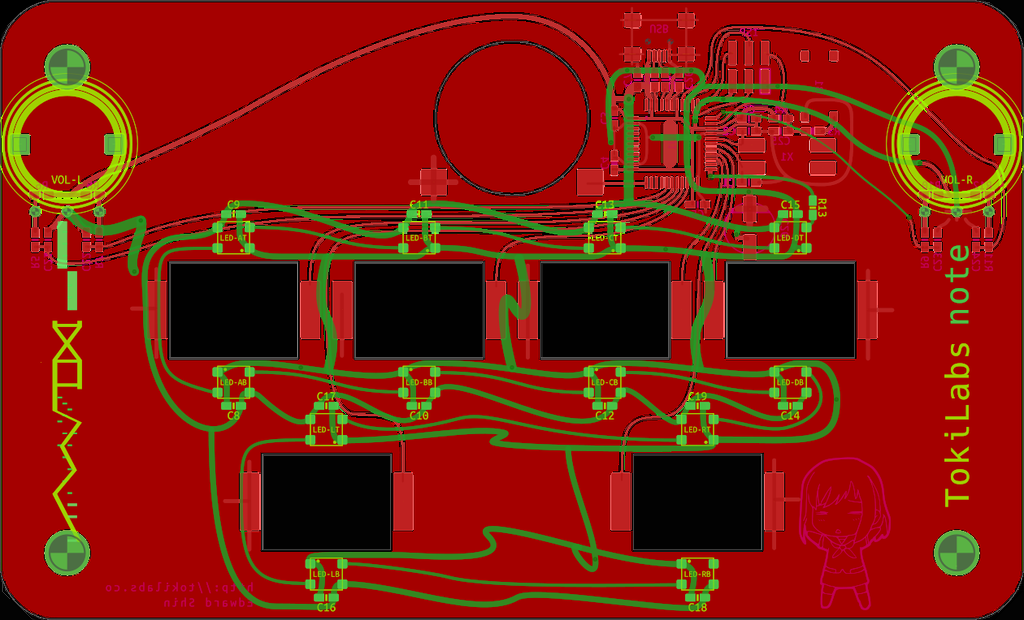 USB
VOL-L
VOL-R
C9
C11
C13
C15
R13
LED-AT
LED-BT
LED-CT
LED-DT
LED-AB
LED-BB
LED-CB
LED-DB
C8
C17
C10
C12
C19
C14
LED-LT
LED-RT
TokiLabs note
LED-LB
LED-RB
C16
C18
http://tokilabs.co
Edward Shin